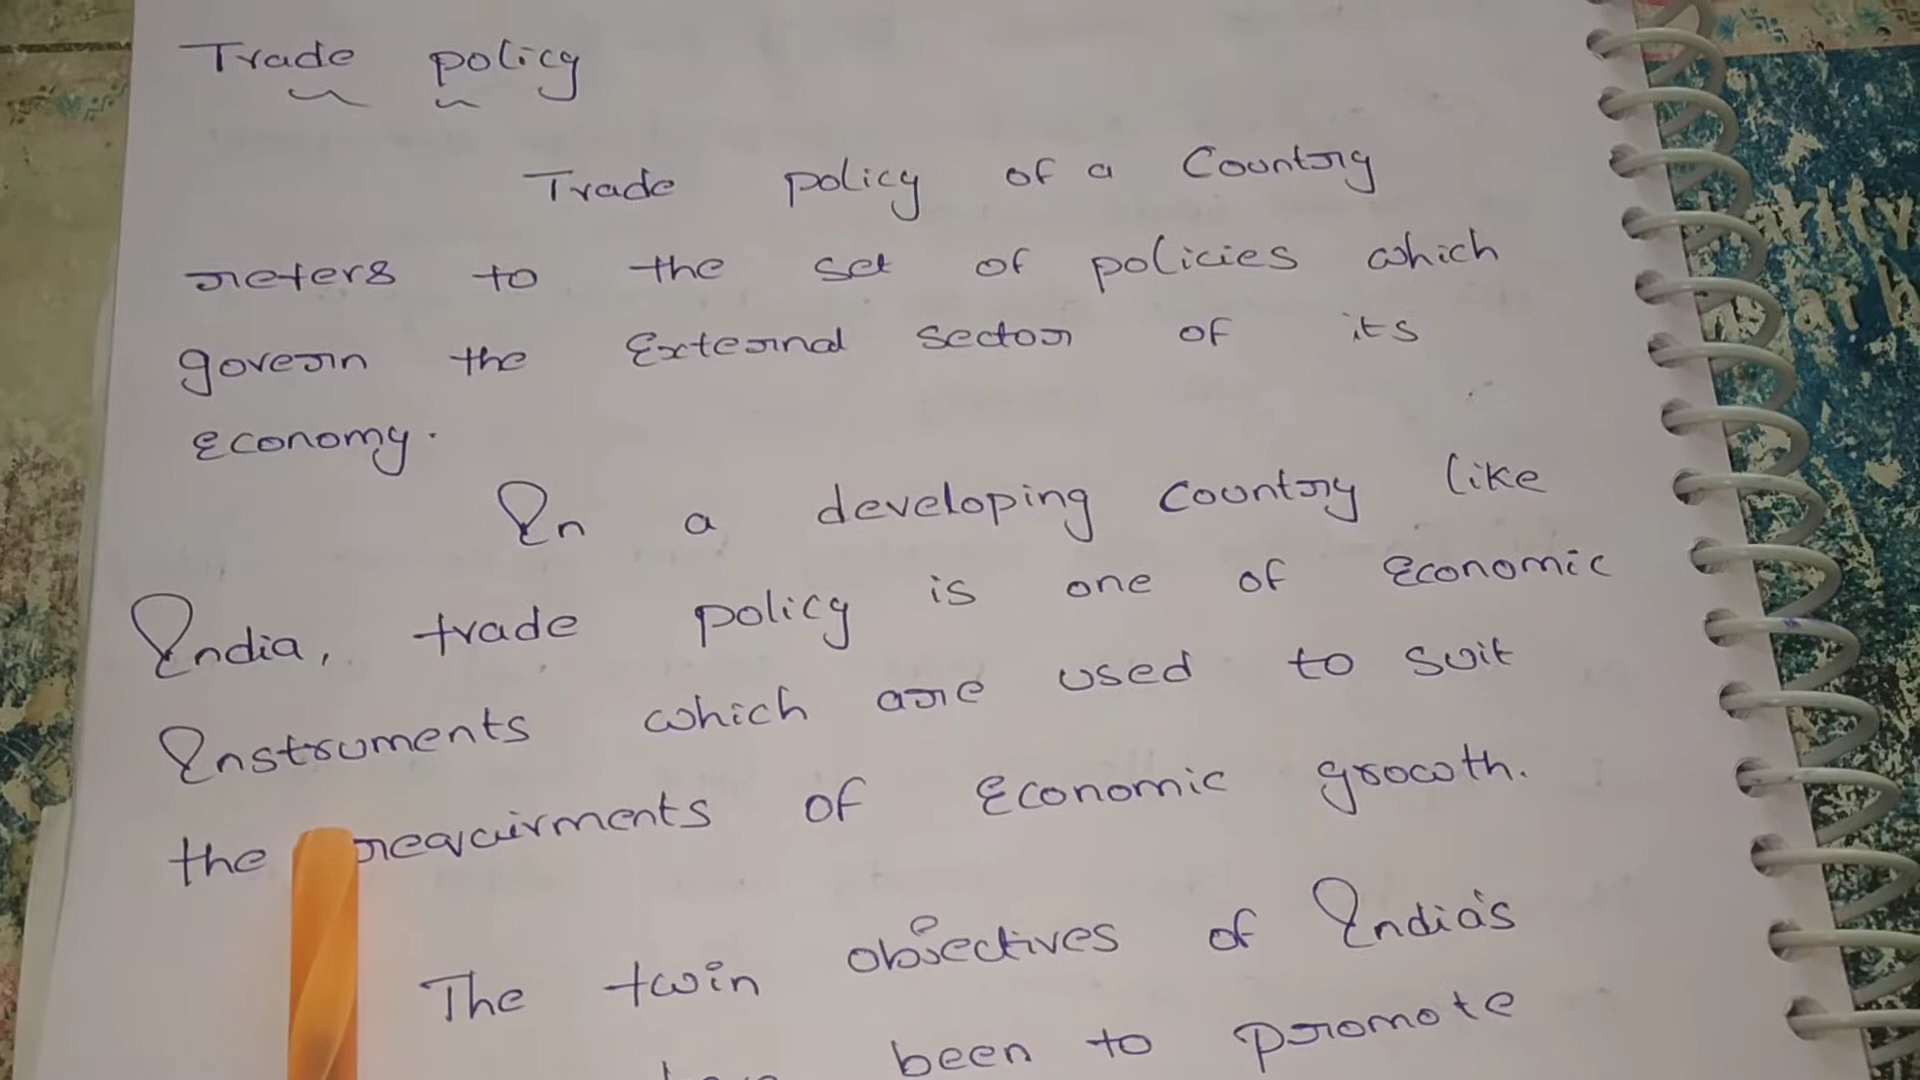 Trade policy
Trade policy of a Country
refers to the set of policies which
govern the External sector of its
Economy.
In a developing country like
India, trade policy is one of Economic
Instruments which are used to suit
the requirments of Economic growth.
The twin objectives of India's
been to promote